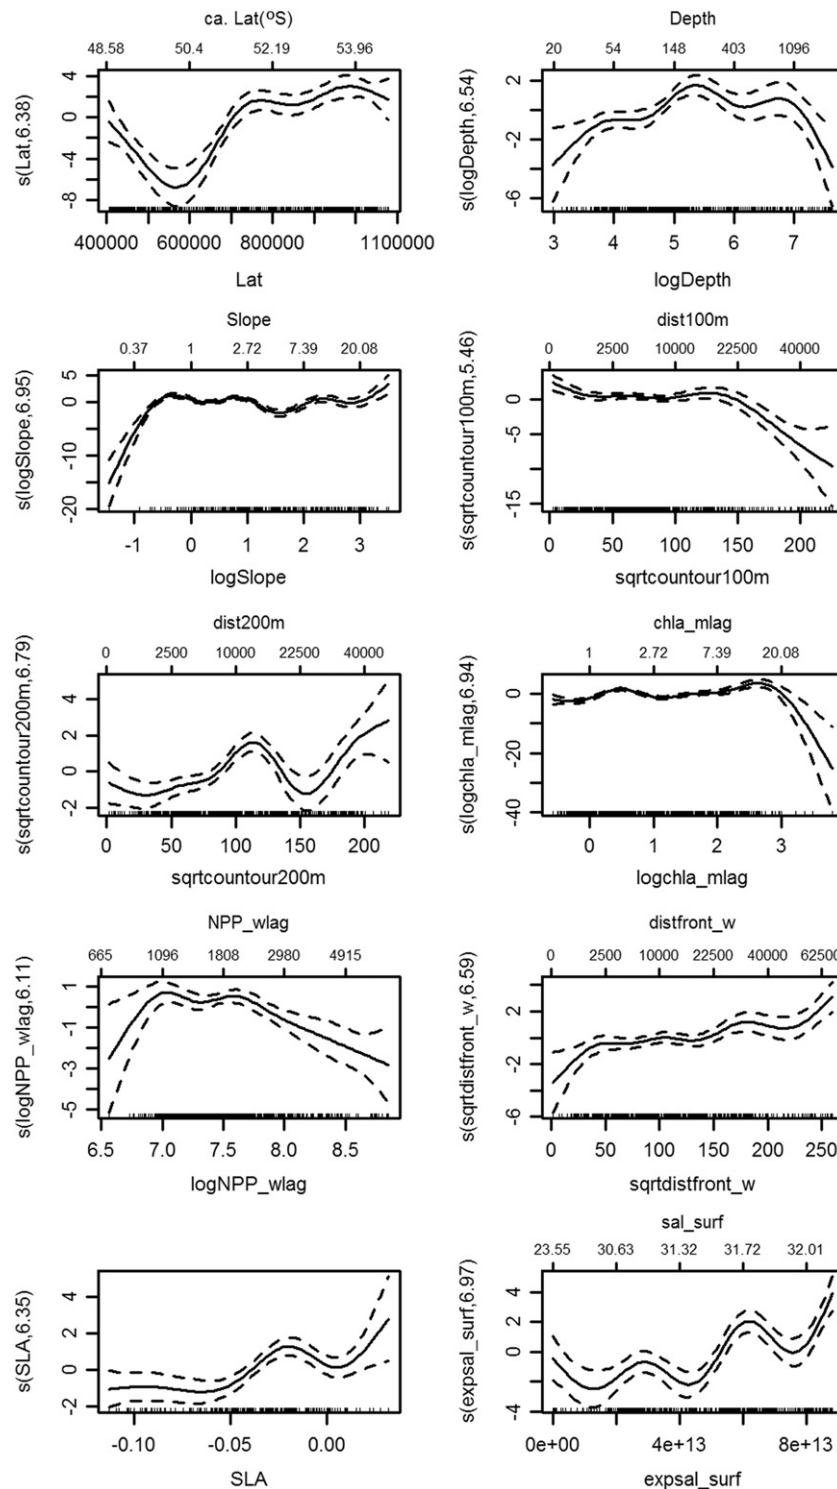 ca. Lat(ºS)
48.58 50.4 52.19 53.96
s(Lat,6.38)
4
0
-4
-8
400000 600000 800000 1100000
Lat
Depth
20 54 148 403 1096
s(logDepth,6.54)
2
-2
-6
3 4 5 6 7
logDepth
Slope
0.37 1 2.72 7.39 20.08
s(logSlope,6.95)
5
0
-10
-20
-1 0 1 2 3
logSlope
dist100m
0 2500 10000 22500 40000
s(sqrtcountour100m,5.46)
0
-5
-15
0 50 100 150 200
sqrtcountour100m
dist200m
0 2500 10000 22500 40000
s(sqrtcountour200m,6.79)
4
2
0
-2
0 50 100 150 200
sqrtcountour200m
chla_mlag
1 2.72 7.39 20.08
s(logchla_mlag,6.94)
0
-20
-40
0 1 2 3
logchla_mlag
NPP_wlag
665 1096 1808 2980 4915
s(logNPP_wlag,6.11)
1
-1
-3
-5
6.5 7.0 7.5 8.0 8.5
logNPP_wlag
distfront_w
0 2500 10000 22500 40000 62500
s(sqrtdistfront_w,6.59)
2
-2
-6
0 50 100 150 200 250
sqrtdistfront_w
s(SLA,6.35)
4
2
0
-2
-0.10 -0.05 0.00
SLA
sal_surf
23.55 30.63 31.32 31.72 32.01
s(expsal_surf,6.97)
4
2
0
-4
0e+00 4e+13 8e+13
expsal_surf